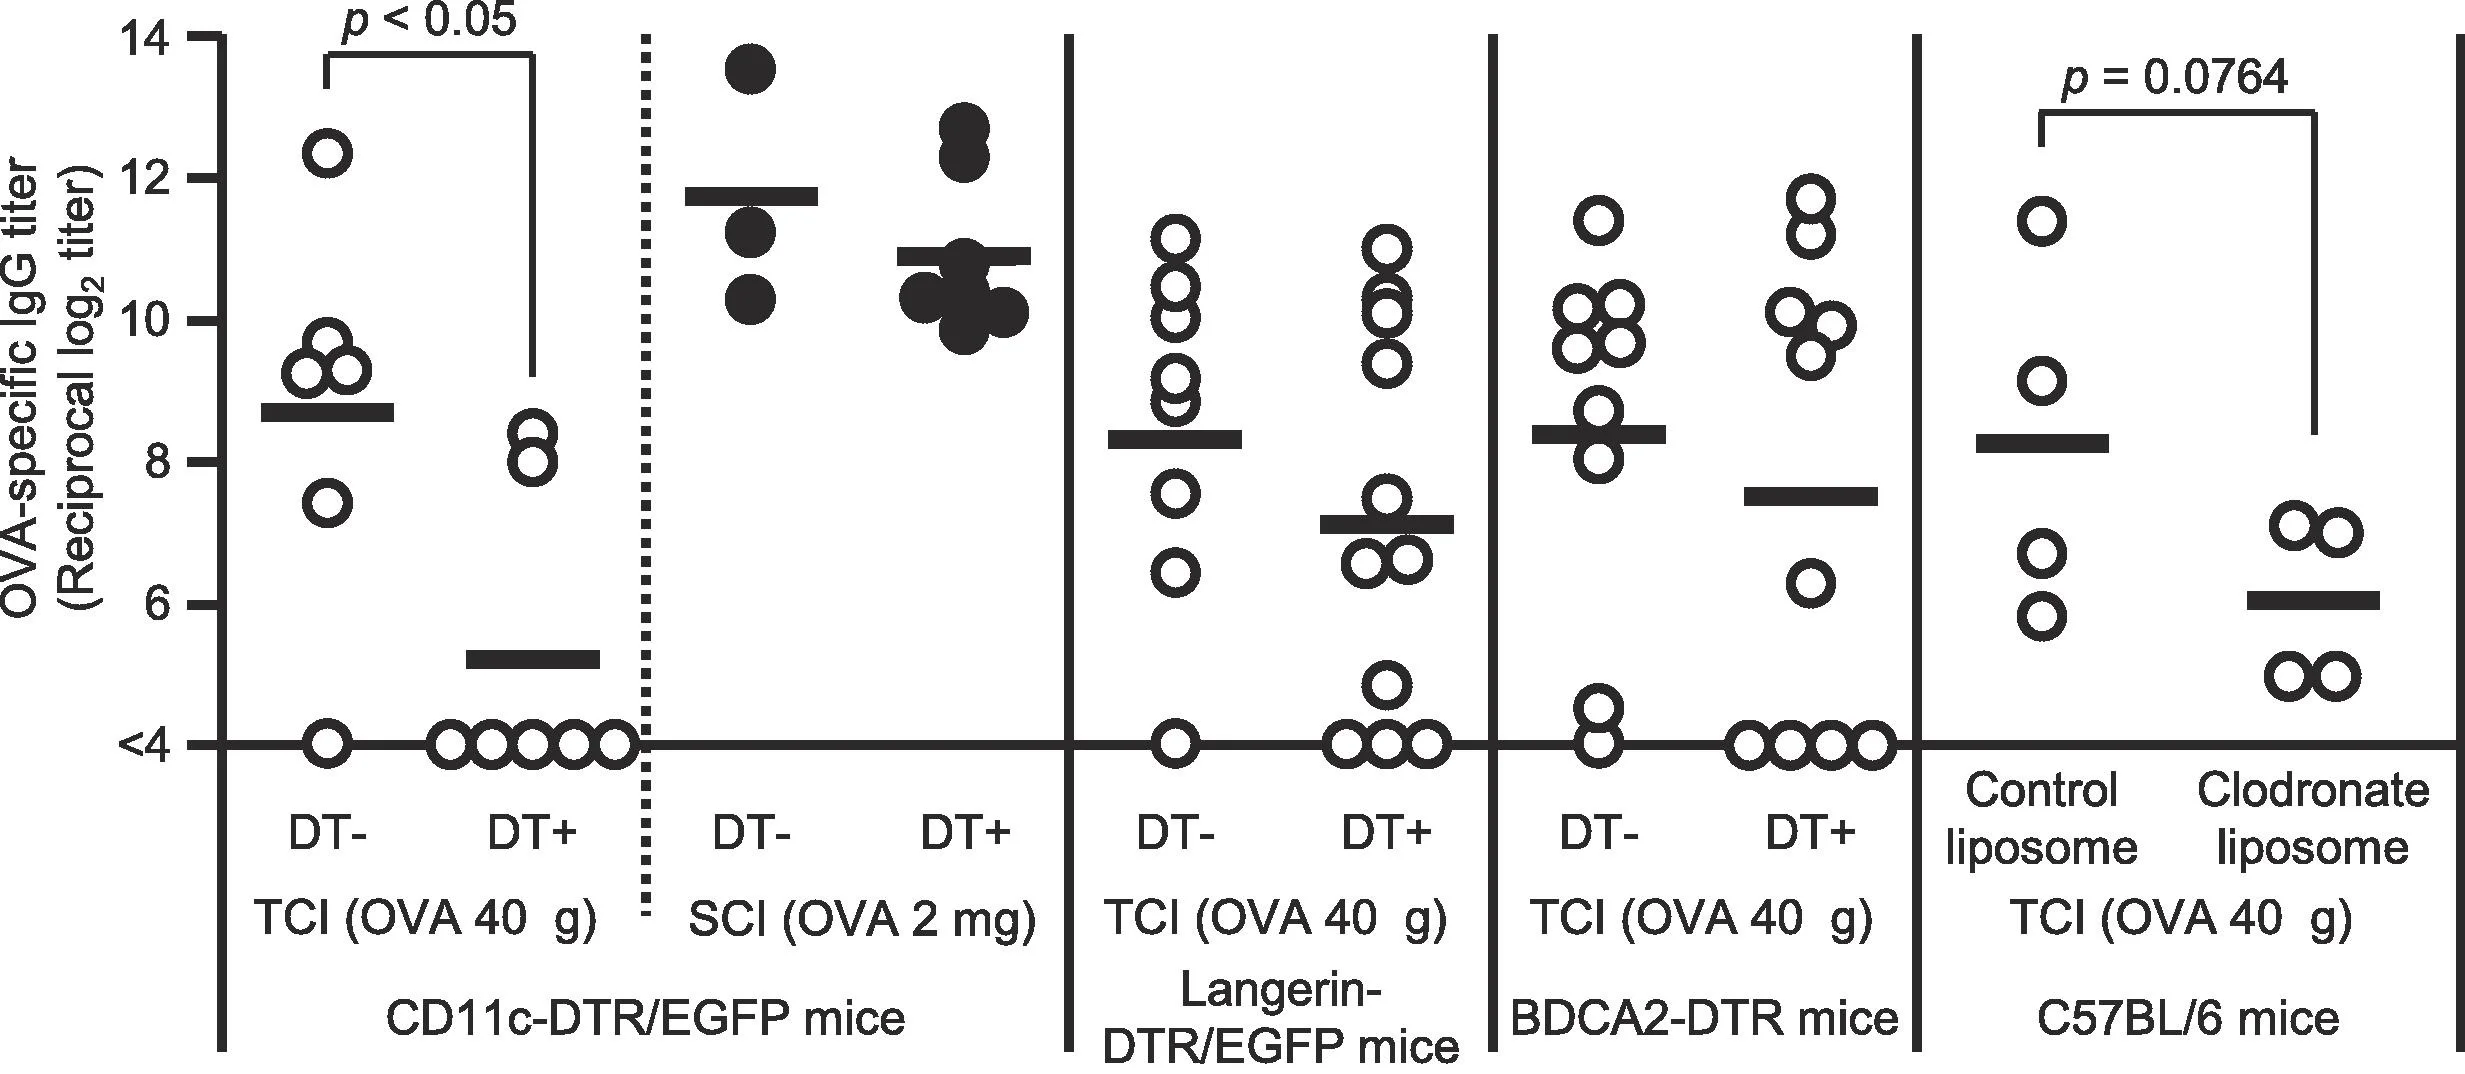 OVA-specific IgG titer
(Reciprocal log2 titer)
14
12
10
8
6
<4
p < 0.05
p = 0.0764
DT-
DT+
DT-
DT+
DT-
DT+
DT-
DT+
Control
liposome
Clodronate
liposome
TCI (OVA 40 g)
SCI (OVA 2 mg)
TCI (OVA 40 g)
TCI (OVA 40 g)
TCI (OVA 40 g)
CD11c-DTR/EGFP mice
Langerin-
DTR/EGFP mice
BDCA2-DTR mice
C57BL/6 mice